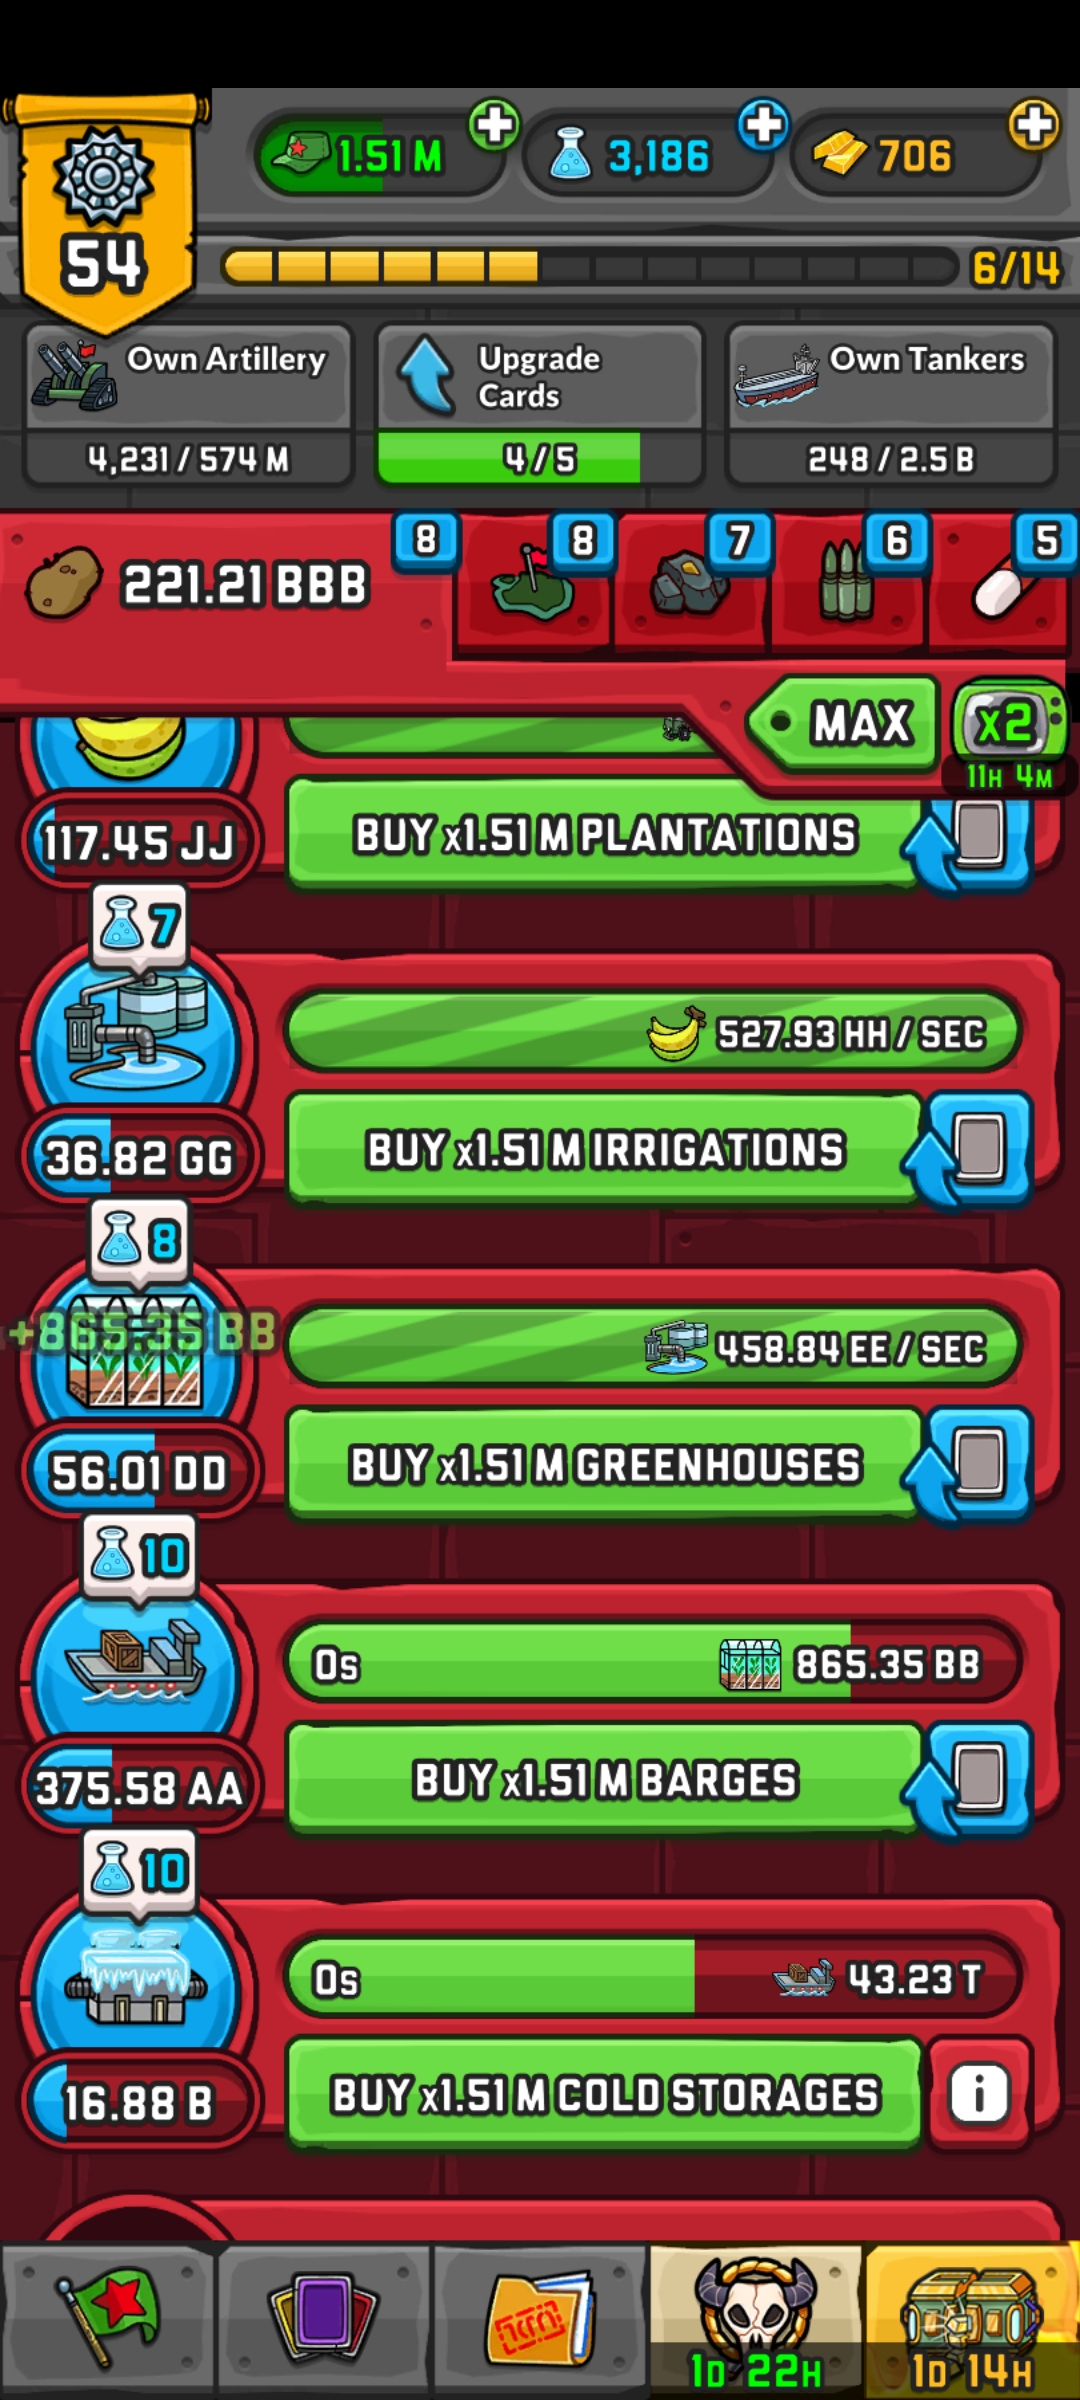 54
1.51 M
3,186
706
6/14
Own Artillery
4,231 / 574 M
Upgrade
Cards
4 / 5
Own Tankers
248 / 2.5 B
221.21 BBB
8
8
7
6
5
MAX
x2
11H 4M
117.45 JJ
BUY x1.51 M PLANTATIONS
7
527.93 HH / SEC
36.82 GG
BUY x1.51 M IRRIGATIONS
8
+865.35 BB
458.84 EE / SEC
56.01 DD
BUY x1.51 M GREENHOUSES
10
0s
865.35 BB
375.58 AA
BUY x1.51 M BARGES
10
0s
43.23 T
16.88 B
BUY x1.51 M COLD STORAGES
i
1D 22H
1D 14H